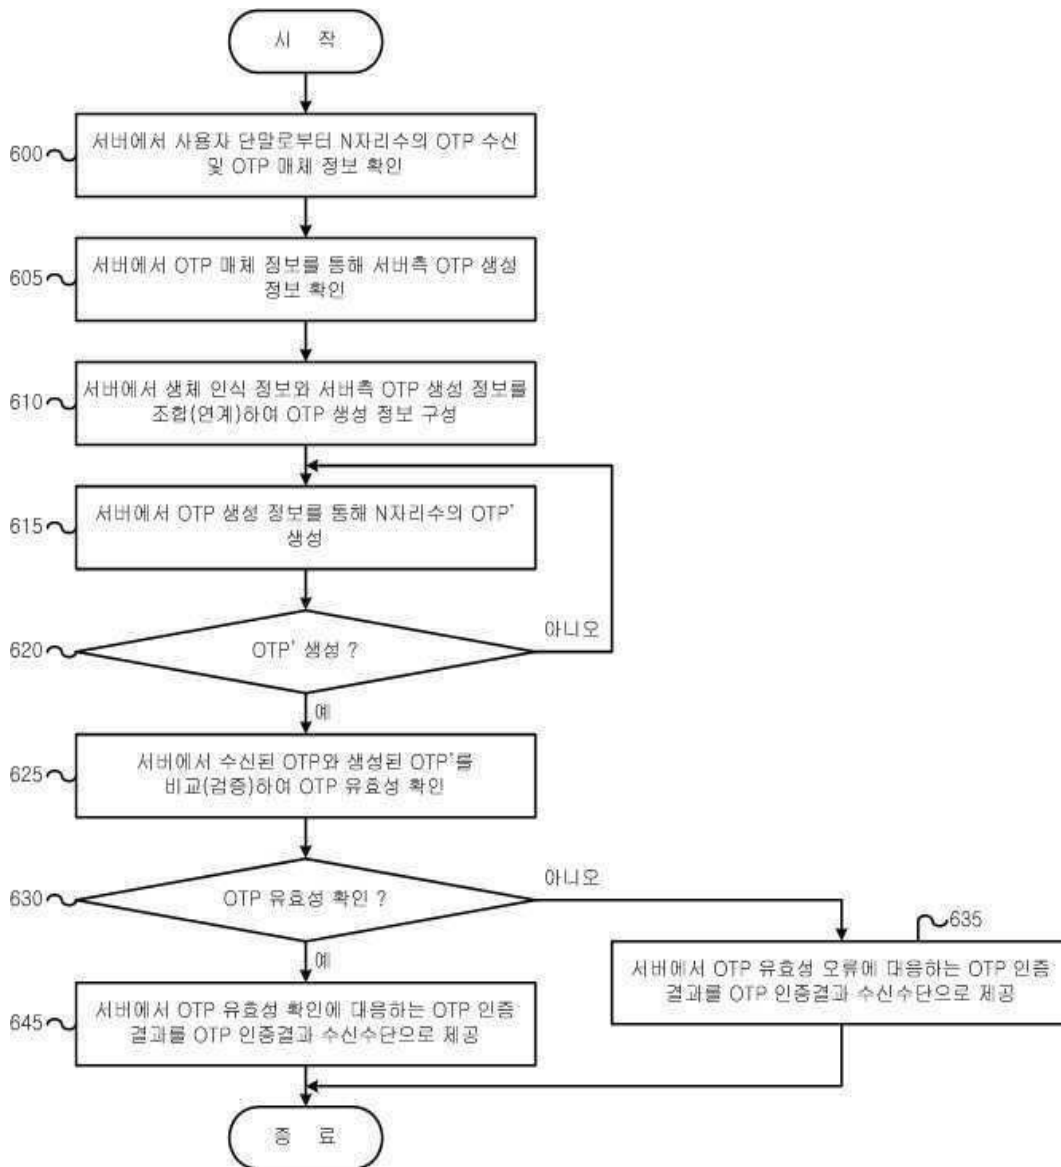 시 작
600
서버에서 사용자 단말로부터 N자리수의 OTP 수신
및 OTP 매체 정보 확인
605
서버에서 OTP 매체 정보를 통해 서버측 OTP 생성
정보 확인
610
서버에서 생체 인식 정보와 서버측 OTP 생성 정보를
조합(연계)하여 OTP 생성 정보 구성
615
서버에서 OTP 생성 정보를 통해 N자리수의 OTP'
생성
620
OTP' 생성 ?
아니오
예
625
서버에서 수신된 OTP와 생성된 OTP'를
비교(검증)하여 OTP 유효성 확인
630
OTP 유효성 확인 ?
아니오
예
635
서버에서 OTP 유효성 오류에 대응하는 OTP 인증
결과를 OTP 인증결과 수신수단으로 제공
645
서버에서 OTP 유효성 확인에 대응하는 OTP 인증
결과를 OTP 인증결과 수신수단으로 제공
종 료